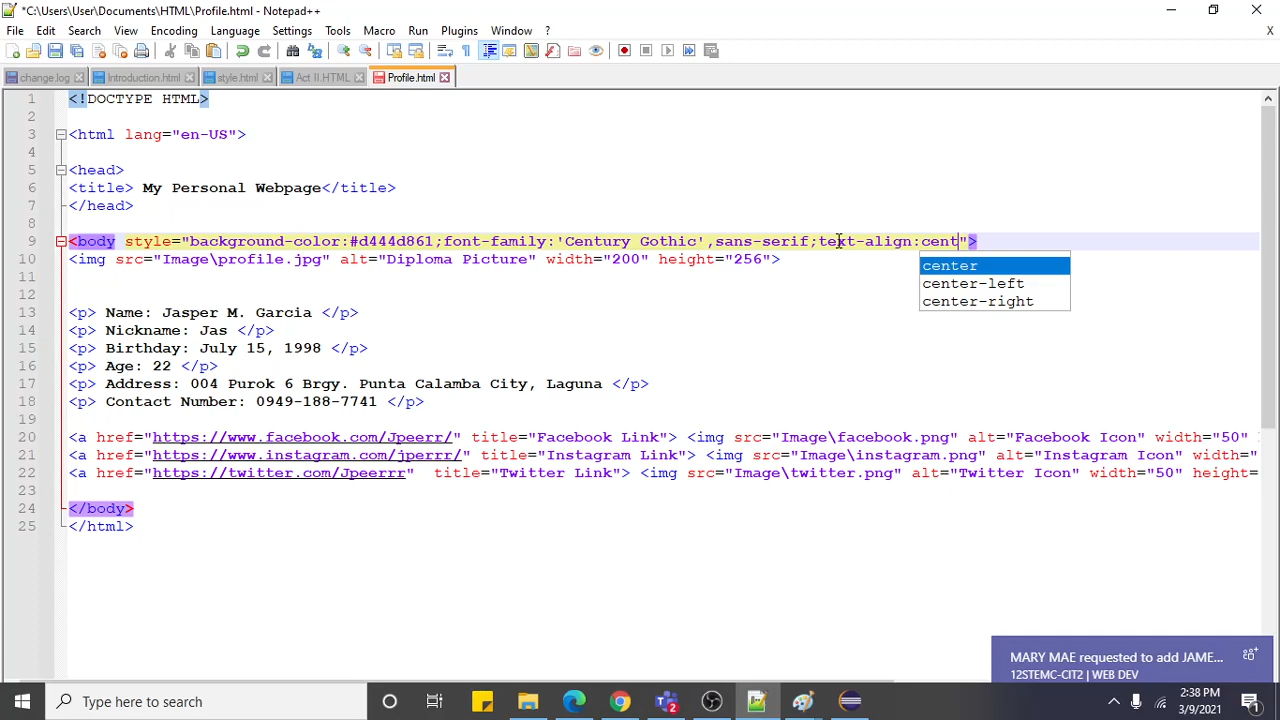 *C:\Users\User\Documents\HTML\Profile.html - Notepad++
File Edit Search View Encoding Language Settings Tools Macro Run Plugins Window ? X
change.log Introduction.html style.html Act II.HTML Profile.html
1 <!DOCTYPE HTML>
2
3 <html lang="en-US">
4
5 <head>
6 <title> My Personal Webpage</title>
7 </head>
8
9 <body style="background-color:#d444d861;font-family:'Century Gothic',sans-serif;text-align:cent">
10 <img src="Image\profile.jpg" alt="Diploma Picture" width="200" height="256">
center
11
center-left
12
center-right
13 <p> Name: Jasper M. Garcia </p>
14 <p> Nickname: Jas </p>
15 <p> Birthday: July 15, 1998 </p>
16 <p> Age: 22 </p>
17 <p> Address: 004 Purok 6 Brgy. Punta Calamba City, Laguna </p>
18 <p> Contact Number: 0949-188-7741 </p>
19
20 <a href="https://www.facebook.com/Jpeerr/" title="Facebook Link"> <img src="Image\facebook.png" alt="Facebook Icon" width="50" 
21 <a href="https://www.instagram.com/jperrr/" title="Instagram Link"> <img src="Image\instagram.png" alt="Instagram Icon" width="
22 <a href="https://twitter.com/Jpeerrr"  title="Twitter Link"> <img src="Image\twitter.png" alt="Twitter Icon" width="50" height=
23
24 </body>
25 </html>
MARY MAE requested to add JAME...
12STEMC-CIT2 | WEB DEV
Type here to search
2:38 PM
3/9/2021